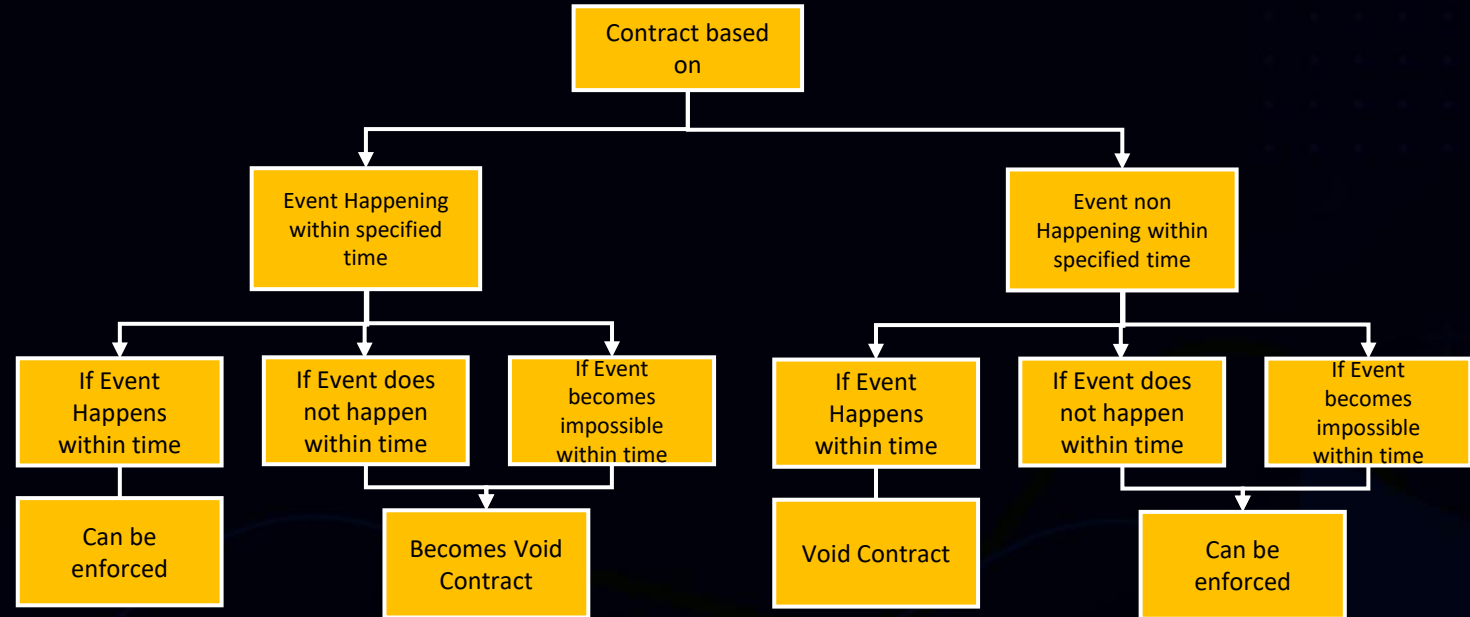 Contract based
on
Event Happening
within specified
time
Event non
Happening within
specified time
If Event
Happens
within time
If Event does
not happen
within time
If Event
becomes
impossible
within time
If Event
Happens
within time
If Event does
not happen
within time
If Event
becomes
impossible
within time
Can be
enforced
Becomes Void
Contract
Void Contract
Can be
enforced